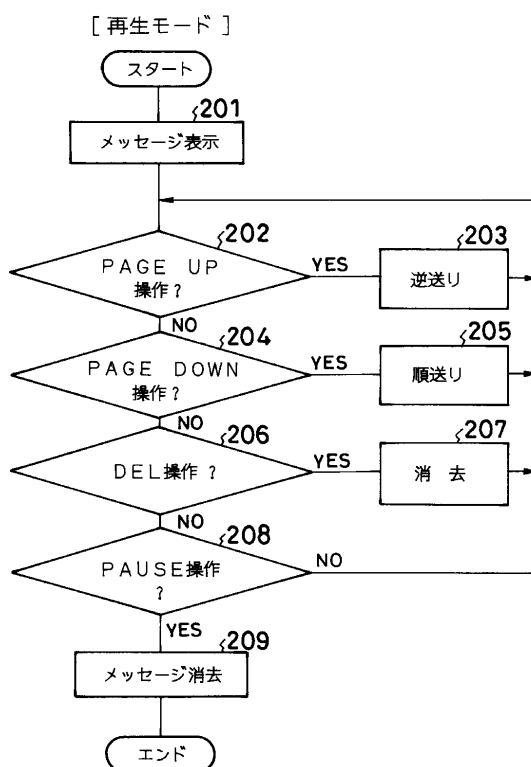 [ 再生モード ]
スタート
201
メッセージ表示
202
PAGE UP
操作?
YES
203
逆送り
NO
204
PAGE DOWN
操作?
YES
205
順送り
NO
206
DEL操作 ?
YES
207
消 去
NO
208
PAUSE操作
?
NO
YES
209
メッセージ消去
エンド